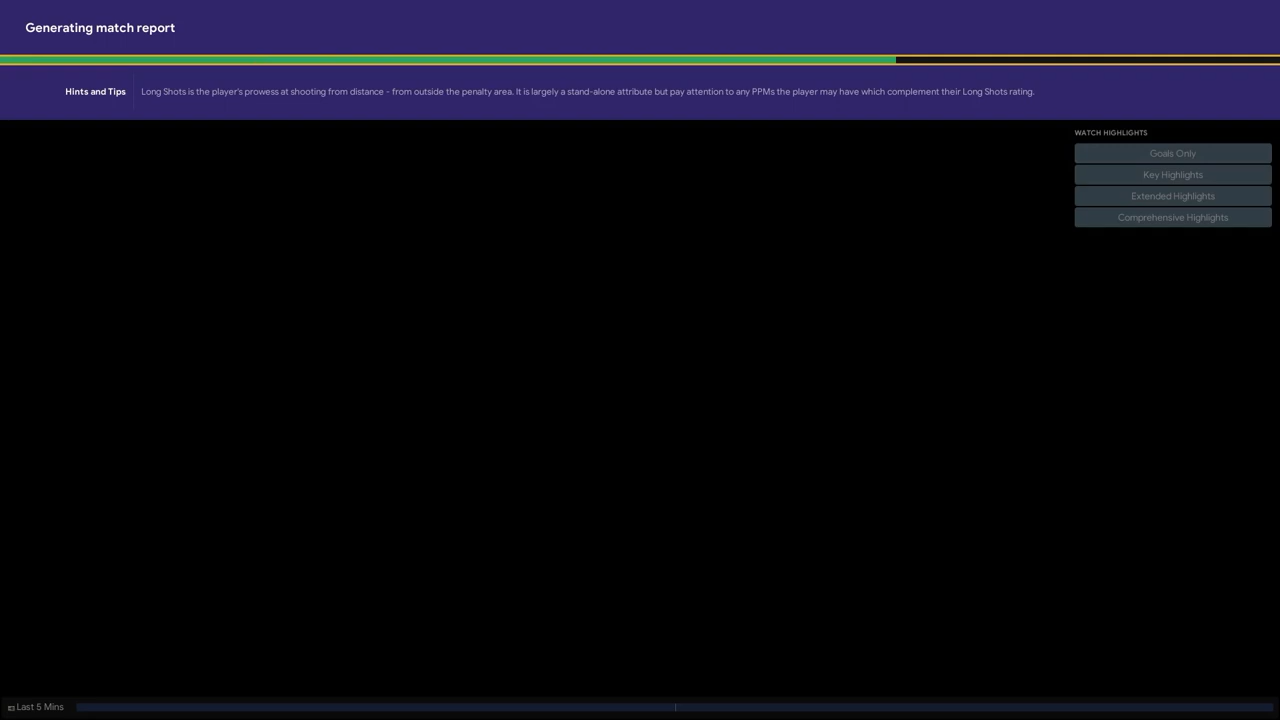 Generating match report
Hints and Tips
Long Shots is the player's prowess at shooting from distance - from outside the penalty area. It is largely a stand-alone attribute but pay attention to any PPMs the player may have which complement their Long Shots rating.
WATCH HIGHLIGHTS
Goals Only
Key Highlights
Extended Highlights
Comprehensive Highlights
Last 5 Mins